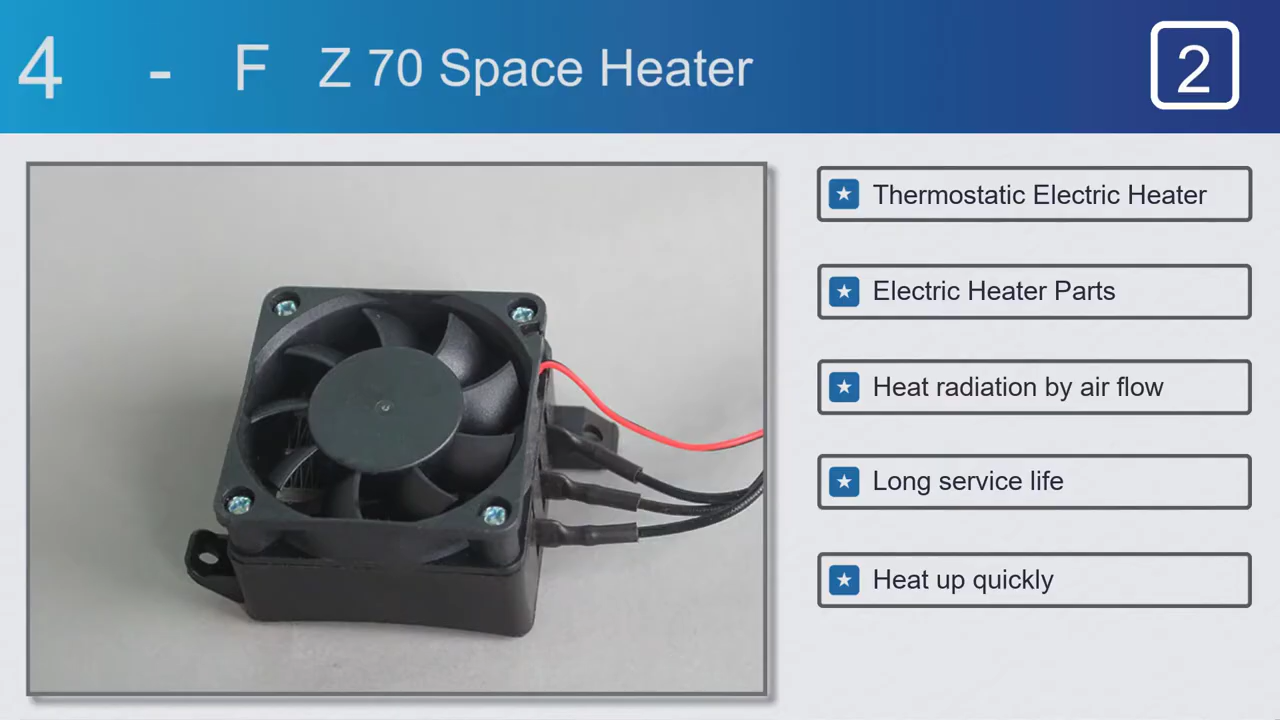 4 - F Z 70 Space Heater
2
Thermostatic Electric Heater
Electric Heater Parts
Heat radiation by air flow
Long service life
Heat up quickly